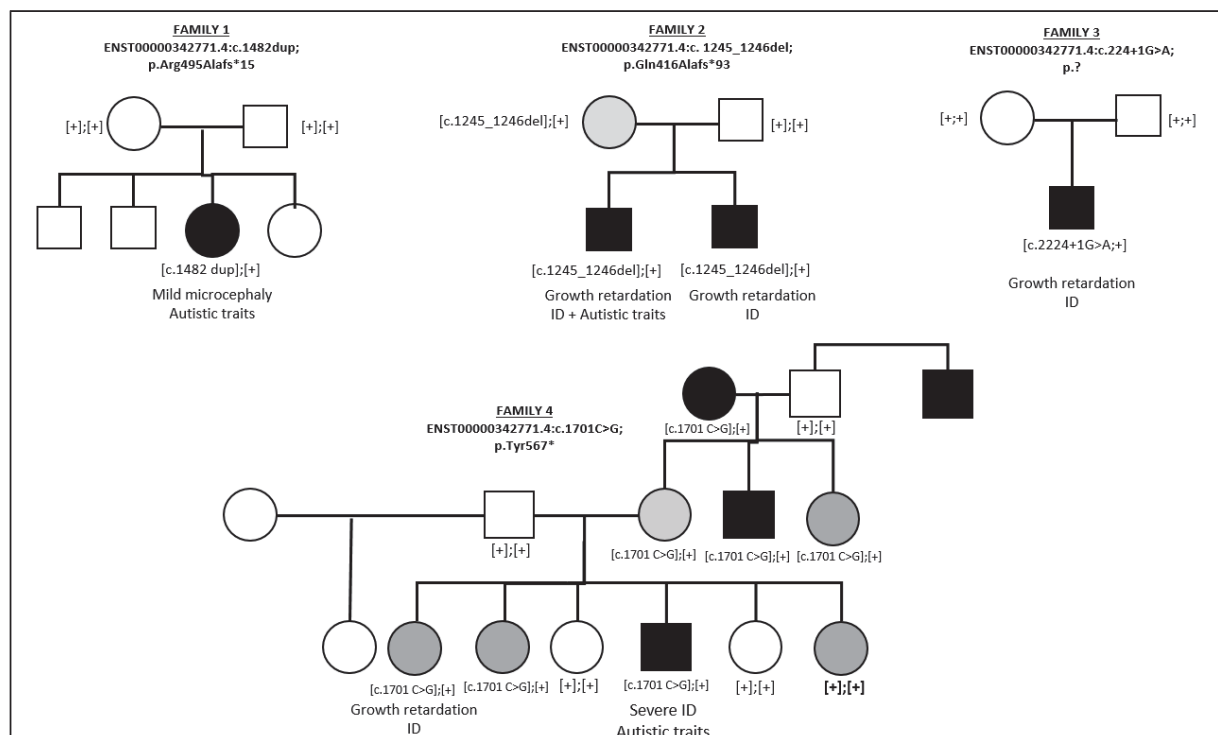 FAMILY 1
ENST00000342771.4:c.1482dup;
p.Arg495Alafs*15
[+];[+]
[+];[+]
[c.1482 dup];[+]
Mild microcephaly
Autistic traits
FAMILY 2
ENST00000342771.4:c. 1245_1246del;
p.Gln416Alafs*93
[c.1245_1246del];[+]
[+];[+]
[c.1245_1246del];[+]
[c.1245_1246del];[+]
Growth retardation
ID + Autistic traits
Growth retardation
ID
FAMILY 3
ENST00000342771.4:c.224+1G>A;
p.?
[+;+]
[+;+]
[c.2224+1G>A;+]
Growth retardation
ID
FAMILY 4
ENST00000342771.4:c.1701C>G;
p.Tyr567*
[c.1701 C>G];[+]
[+];[+]
[+];[+]
[c.1701 C>G];[+]
[c.1701 C>G];[+]
[c.1701 C>G];[+]
[c.1701 C>G];[+]
[c.1701 C>G];[+]
[+];[+]
[c.1701 C>G];[+]
[+];[+]
[+];[+]
Growth retardation
ID
Severe ID
Autistic traits